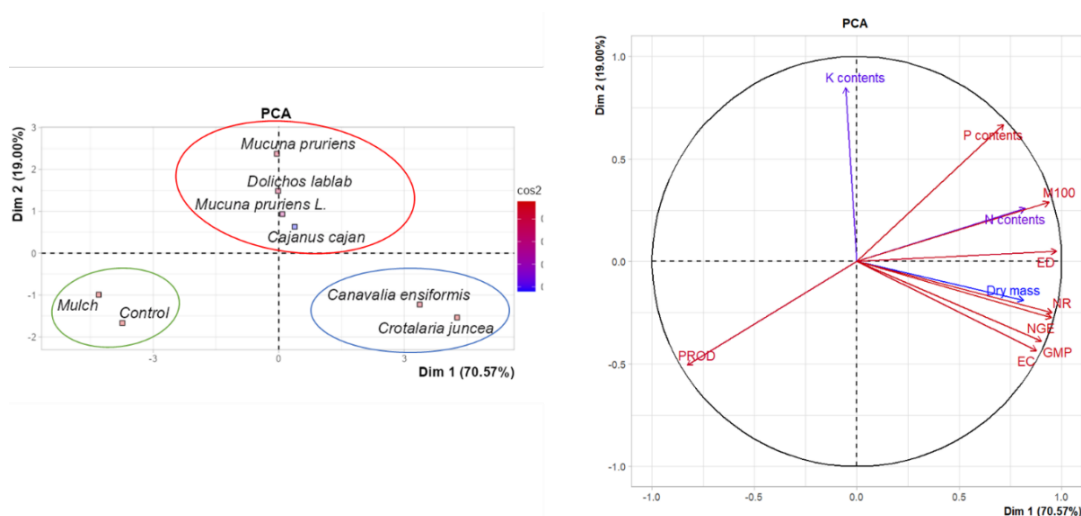 PCA
Dim 2 (19.00%)
3
2
1
0
-1
-2
Mucuna pruriens
Dolichos lablab
Mucuna pruriens L.
Cajanus cajan
Mulch
Control
Canavalia ensiformis
Crotalaria juncea
-3
0
3
Dim 1 (70.57%)
cos2
PCA
Dim 2 (19.00%)
1.0
0.5
0.0
-0.5
-1.0
K contents
P contents
M100
N contents
ED
Dry mass
NR
NGE
GMP
EC
PROD
-1.0
-0.5
0.0
0.5
1.0
Dim 1 (70.57%)